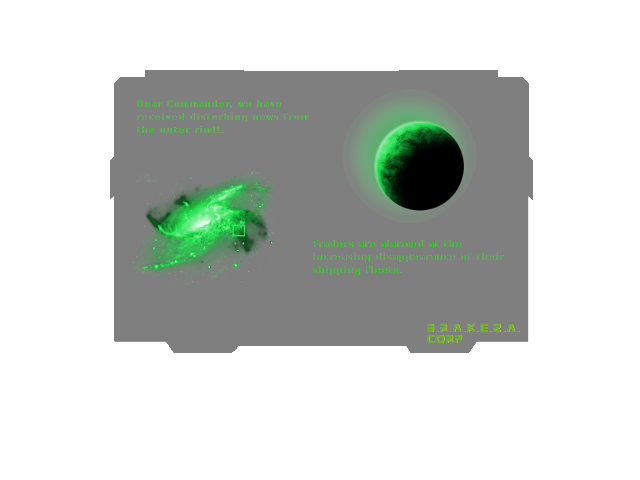 Dear Commander, we have
received disturbing news from
the outer rim!!.
Traders are alarmed at the
increasing disappearance of their
shipping fleets.
B.R.A.K.E.R.A.
CORP